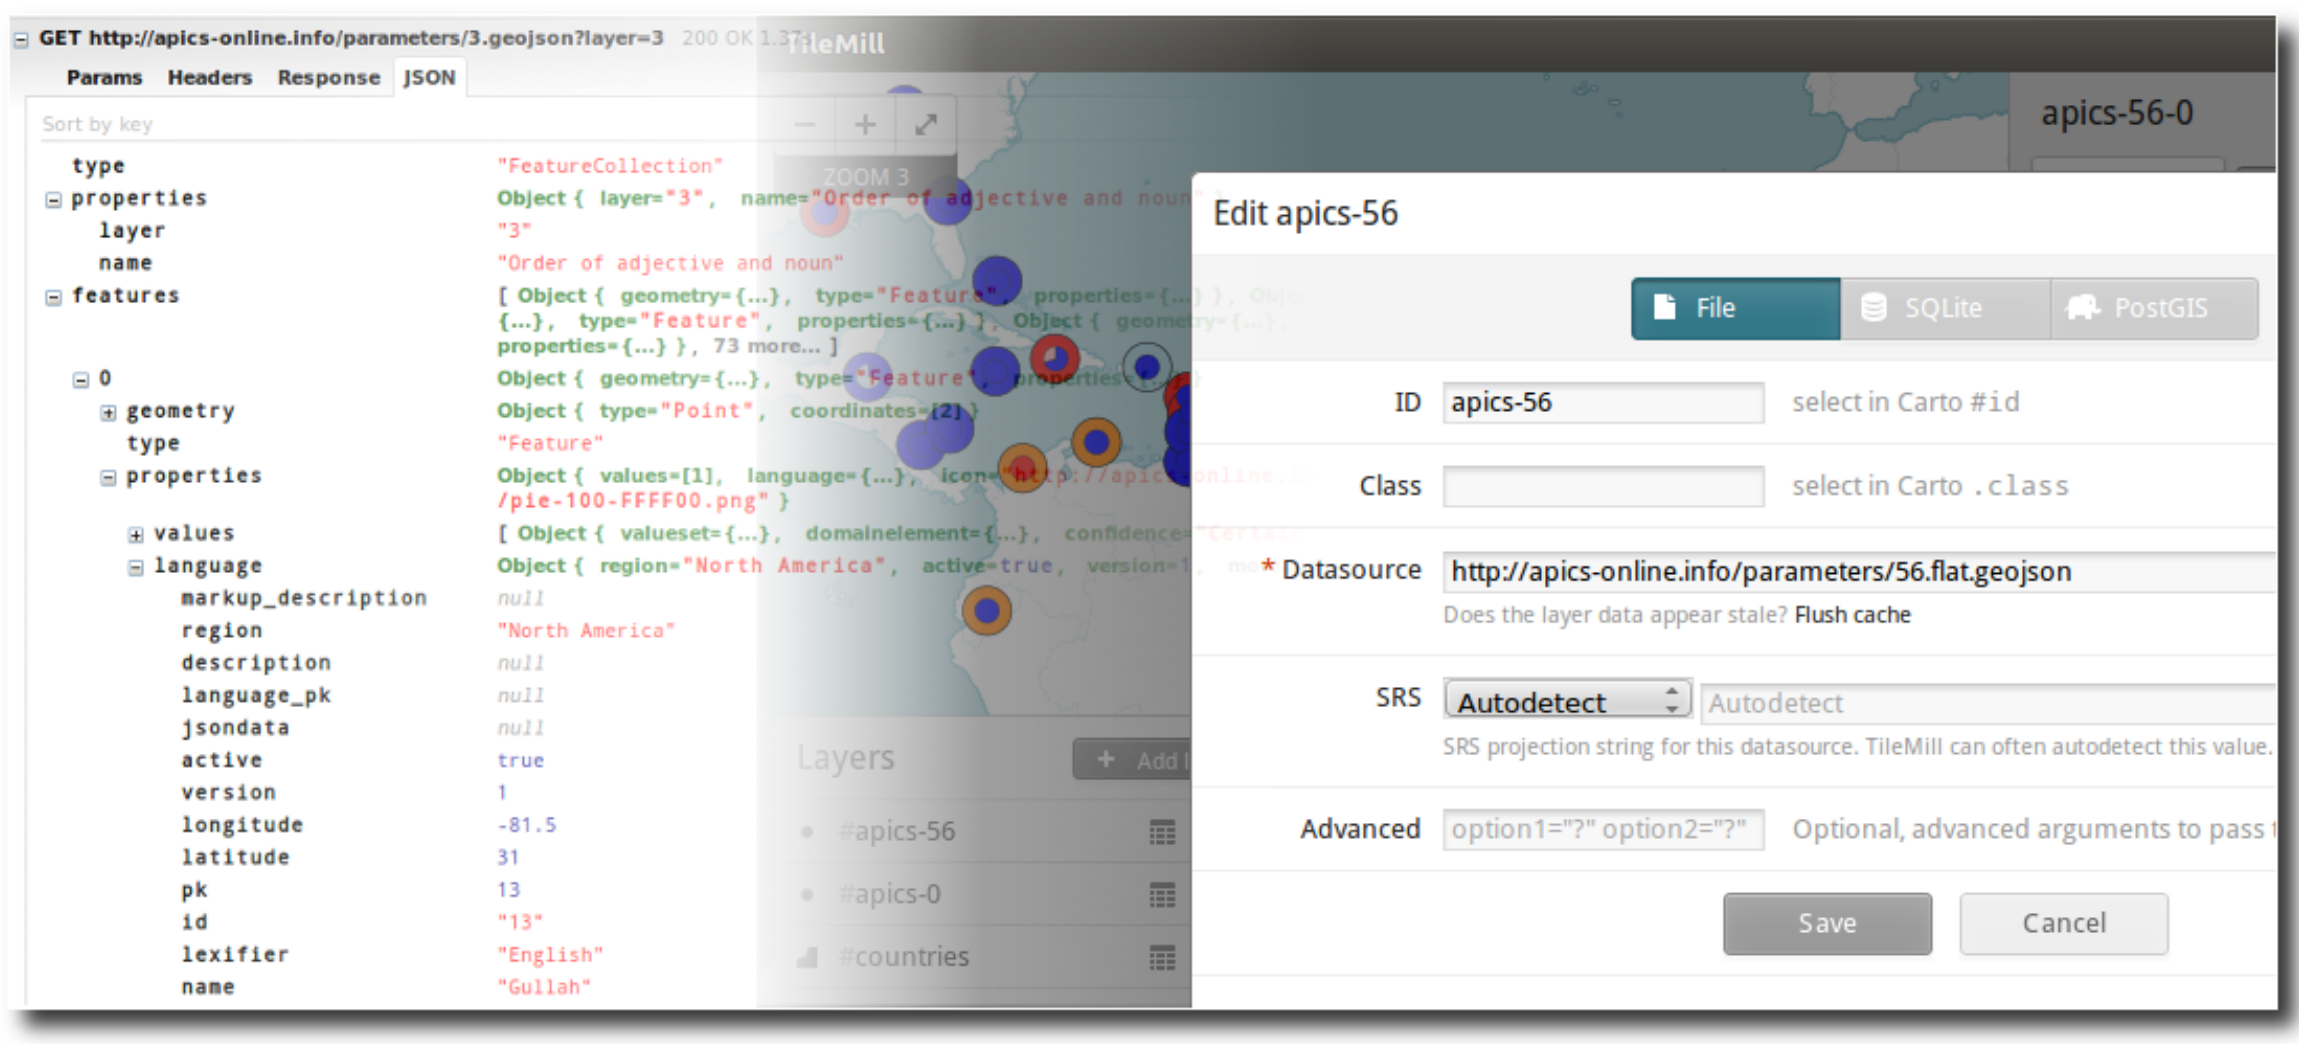 GET http://apics-online.info/parameters/3.geojson?layer=3 200 OK 1.37s
Params Headers Response JSON
Sort by key
type "FeatureCollection"
properties Object { layer="3", name="Order of adjective and noun" }
layer "3"
name "Order of adjective and noun"
features [ Object { geometry={...}, type="Feature", properties={...} }, Object
{...}, type="Feature", properties={...} }, Object { geometry={...},
properties={...} }, 73 more... ]
0 Object { geometry={...}, type="Feature", properties={...} }
geometry Object { type="Point", coordinates=[2] }
type "Feature"
properties Object { values=[1], language={...}, icon="http://apics-online.i
/pie-100-FFFF00.png" }
values [ Object { valueset={...}, domainelement={...}, confidence="Certain
language Object { region="North America", active=true, version=1, mo
markup_description null
region "North America"
description null
language_pk null
jsondata null
active true
version 1
longitude -81.5
latitude 31
pk 13
id "13"
lexifier "English"
name "Gullah"
TileMill
ZOOM 3
Layers
+ Add l
#apics-56
#apics-0
#countries
apics-56-0
Edit apics-56
File SQLite PostGIS
ID apics-56 select in Carto #id
Class select in Carto .class
* Datasource http://apics-online.info/parameters/56.flat.geojson
Does the layer data appear stale? Flush cache
SRS Autodetect Autodetect
SRS projection string for this datasource. TileMill can often autodetect this value.
Advanced option1="?" option2="?" Optional, advanced arguments to pass t
Save Cancel